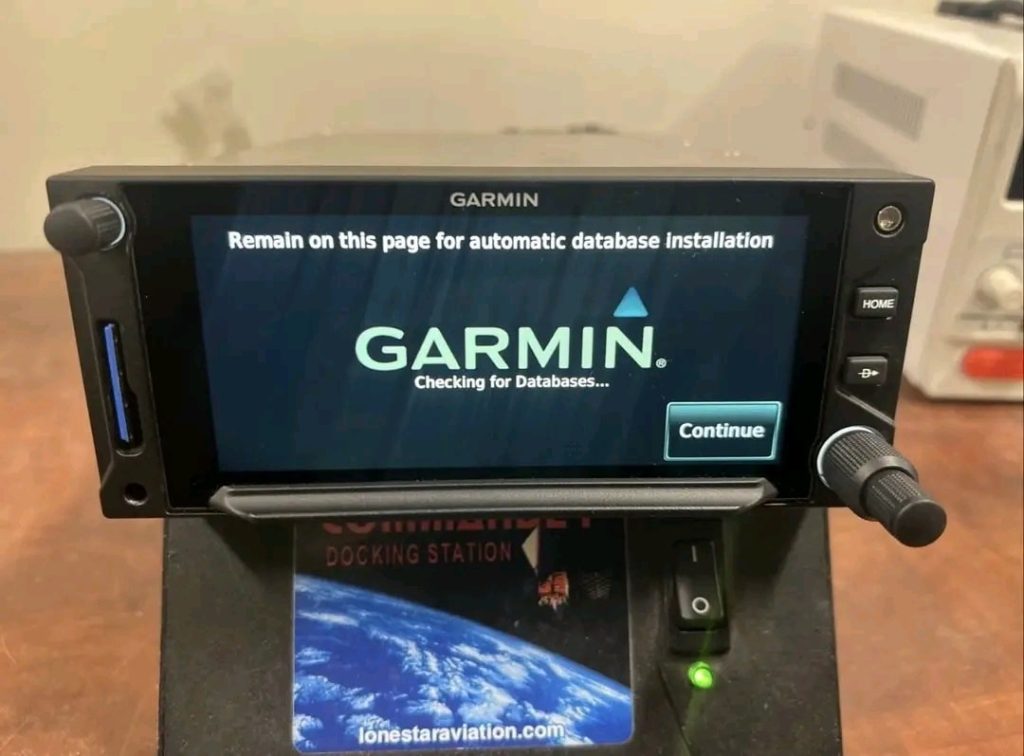 GARMIN
Remain on this page for automatic database installation
GARMIN®
Checking for Databases...
HOME
D
Continue
DOCKING STATION
lonestaraviation.com